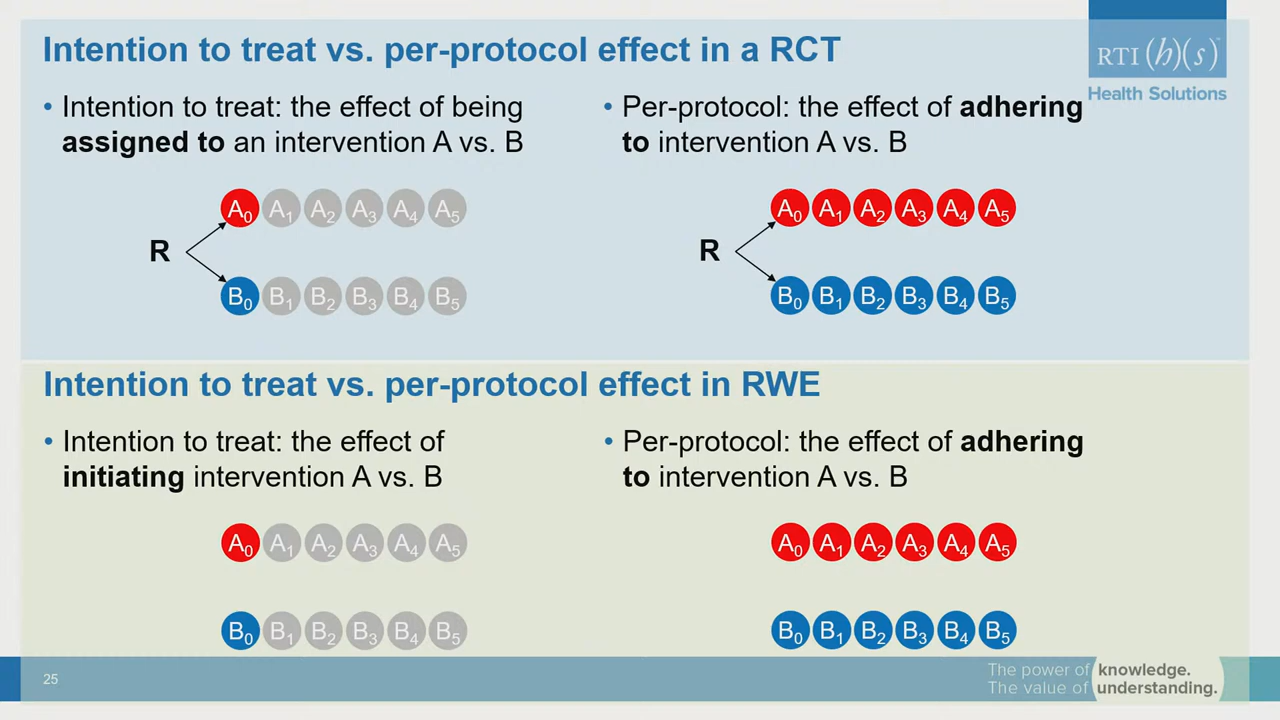 Intention to treat vs. per-protocol effect in a RCT
RTI (h)(s)™
Health Solutions
• Intention to treat: the effect of being
assigned to an intervention A vs. B
• Per-protocol: the effect of adhering
to intervention A vs. B
A₀ A₁ A₂ A₃ A₄ A₅
R
B₀ B₁ B₂ B₃ B₄ B₅
A₀ A₁ A₂ A₃ A₄ A₅
R
B₀ B₁ B₂ B₃ B₄ B₅
Intention to treat vs. per-protocol effect in RWE
• Intention to treat: the effect of
initiating intervention A vs. B
• Per-protocol: the effect of adhering
to intervention A vs. B
A₀ A₁ A₂ A₃ A₄ A₅
B₀ B₁ B₂ B₃ B₄ B₅
A₀ A₁ A₂ A₃ A₄ A₅
B₀ B₁ B₂ B₃ B₄ B₅
25
The power of knowledge.
The value of understanding.